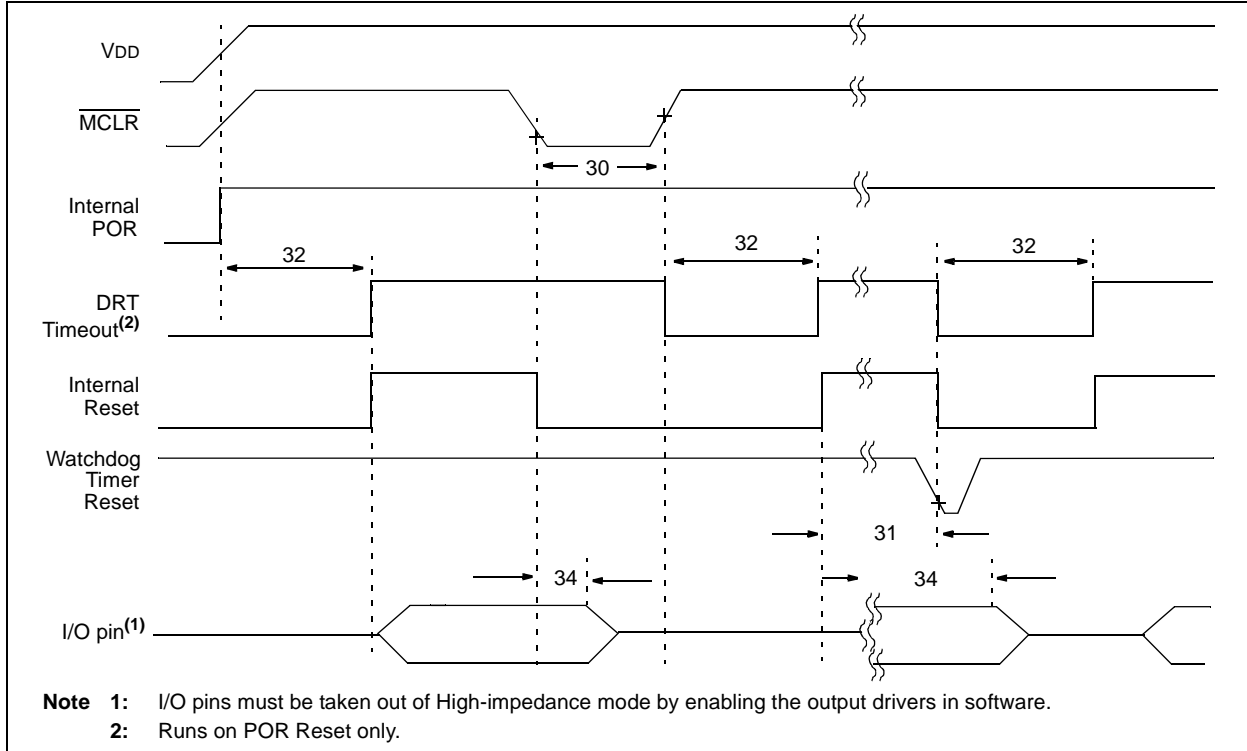 VDD
MCLR
30
Internal
POR
32
32
32
DRT
Timeout(2)
Internal
Reset
Watchdog
Timer
Reset
31
34
34
I/O pin(1)
Note 1: I/O pins must be taken out of High-impedance mode by enabling the output drivers in software.
2: Runs on POR Reset only.